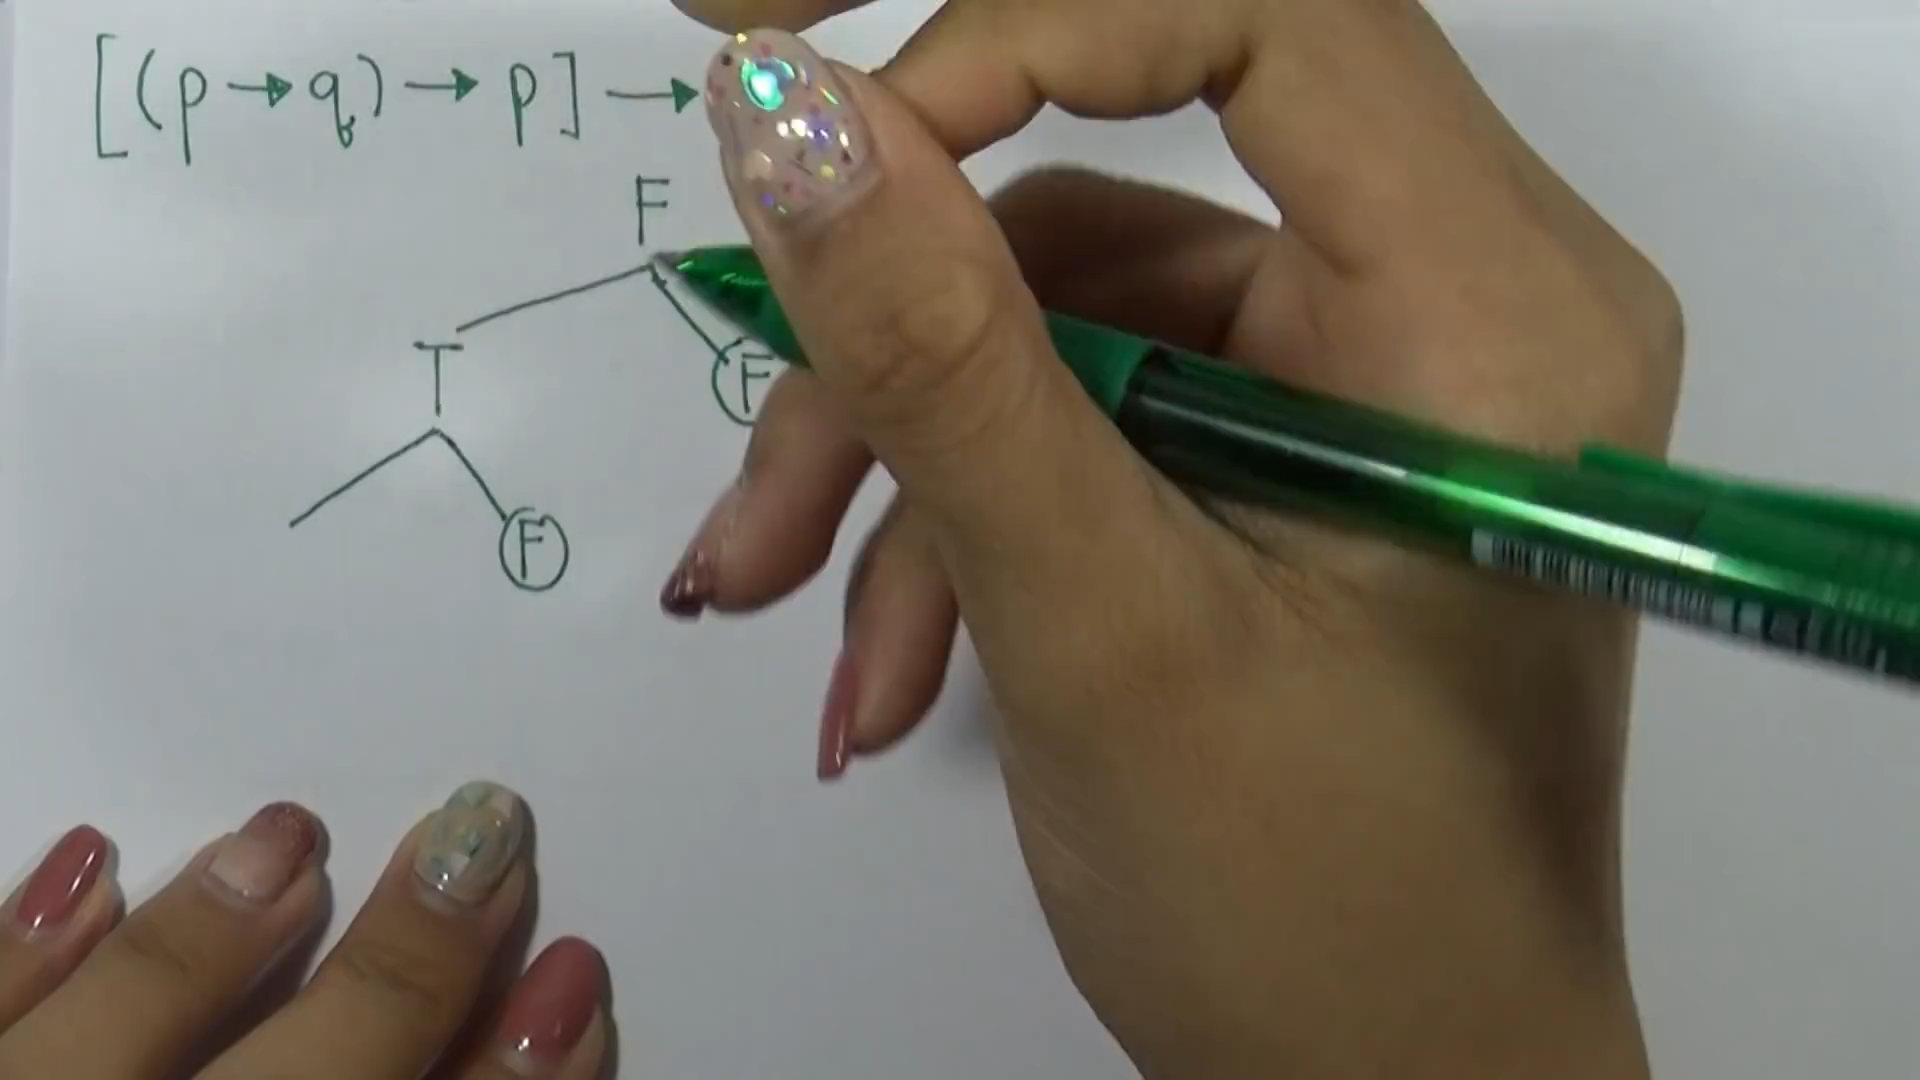 [(p → q) → p] →
F
T F
F